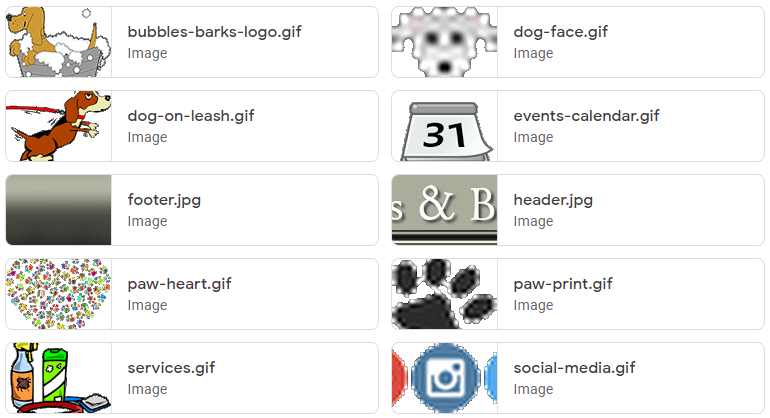 bubbles-barks-logo.gif
Image
dog-face.gif
Image
dog-on-leash.gif
Image
31
events-calendar.gif
Image
footer.jpg
Image
s & B
header.jpg
Image
paw-heart.gif
Image
paw-print.gif
Image
services.gif
Image
social-media.gif
Image